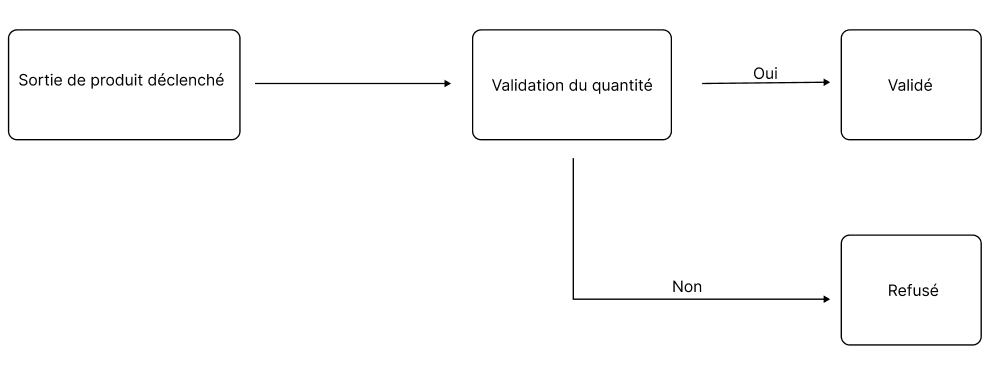 Sortie de produit déclenché
Validation du quantité
Oui
Validé
Non
Refusé